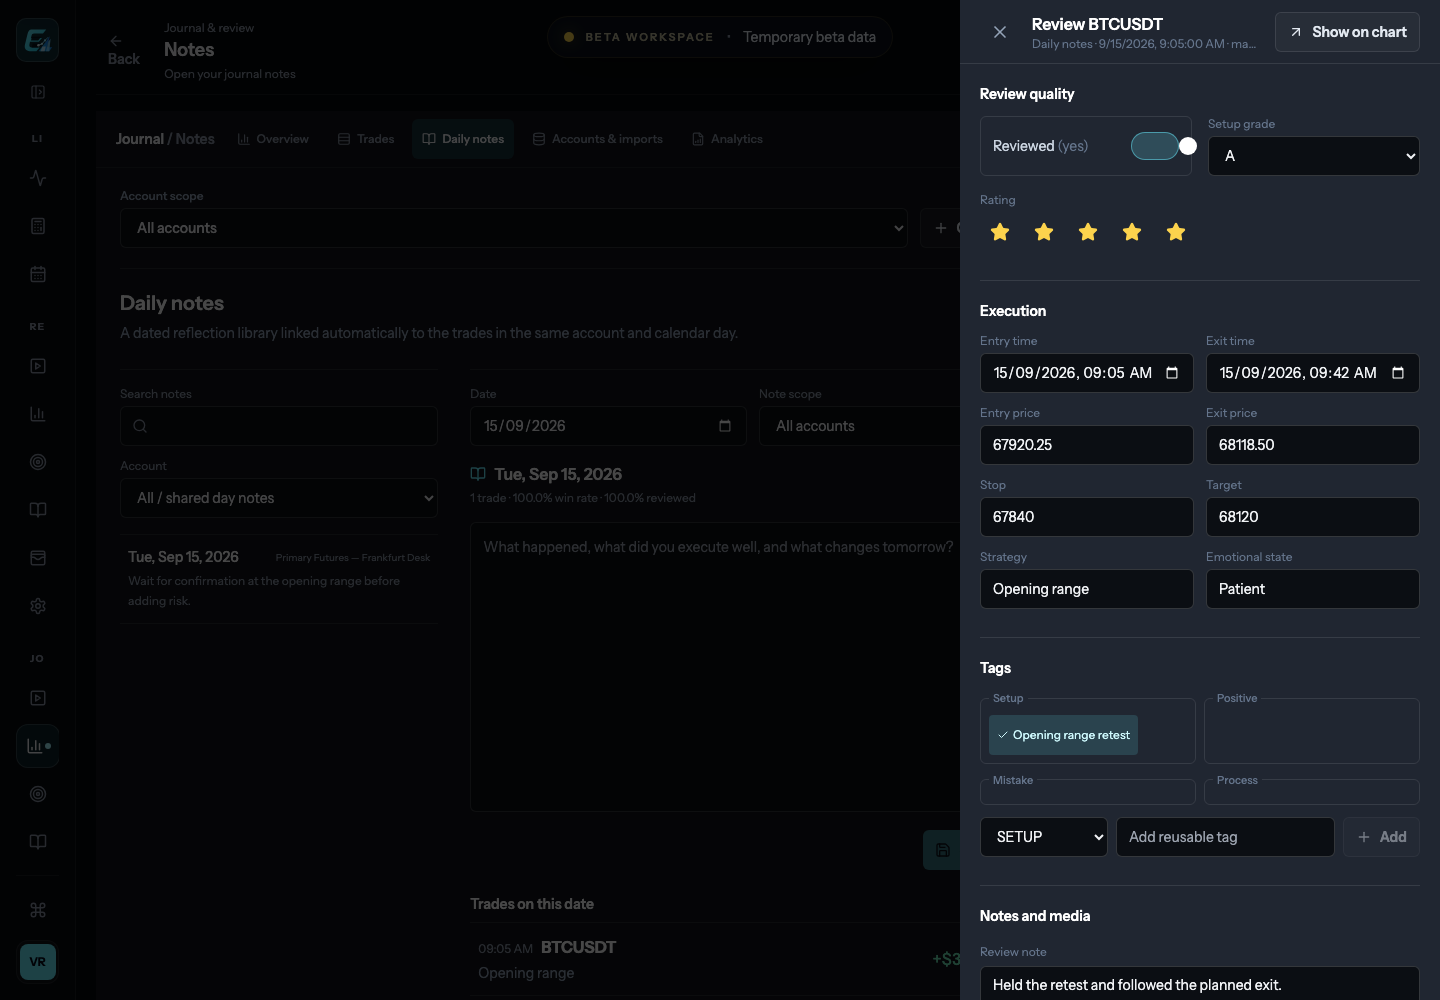 Journal & review
Back
Notes
Open your journal notes
BETA WORKSPACE · Temporary beta data
LI
RE
JO
VR
Journal / Notes
Overview
Trades
Daily notes
Accounts & imports
Analytics
Account scope
All accounts
Daily notes
A dated reflection library linked automatically to the trades in the same account and calendar day.
Search notes
Account
All / shared day notes
Tue, Sep 15, 2026
Primary Futures — Frankfurt Desk
Wait for confirmation at the opening range before
adding risk.
Date
Note scope
15/09/2026
All accounts
Tue, Sep 15, 2026
1 trade · 100.0% win rate · 100.0% reviewed
What happened, what did you execute well, and what changes tomorrow?
Trades on this date
09:05 AM BTCUSDT
Opening range
+$3
Review BTCUSDT
Daily notes · 9/15/2026, 9:05:00 AM · ma...
Show on chart
Review quality
Reviewed (yes)
Setup grade
A
Rating
Execution
Entry time
Exit time
15/09/2026, 09:05 AM
15/09/2026, 09:42 AM
Entry price
Exit price
67920.25
68118.50
Stop
Target
67840
68120
Strategy
Emotional state
Opening range
Patient
Tags
Setup
Positive
Opening range retest
Mistake
Process
SETUP
Add reusable tag
Add
Notes and media
Review note
Held the retest and followed the planned exit.